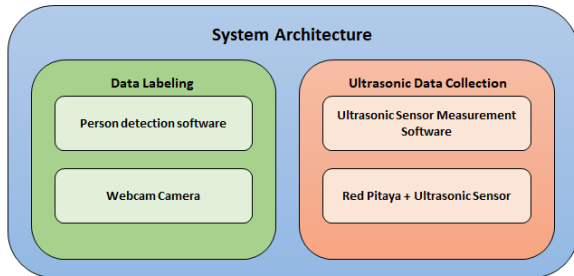 System Architecture
Data Labeling
Person detection software
Webcam Camera
Ultrasonic Data Collection
Ultrasonic Sensor Measurement
Software
Red Pitaya + Ultrasonic Sensor